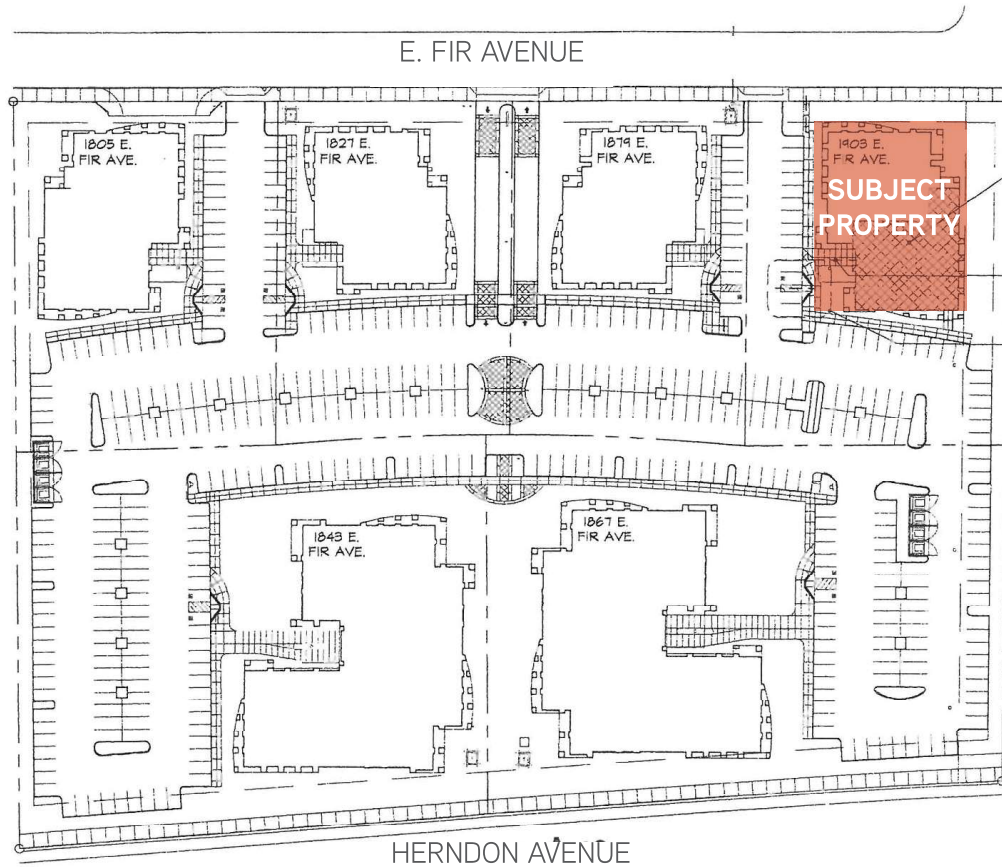 E. FIR AVENUE
1805 E.
FIR AVE.
1827 E.
FIR AVE.
1879 E.
FIR AVE.
1903 E.
FIR AVE.
SUBJECT
PROPERTY
1843 E.
FIR AVE.
1867 E.
FIR AVE.
HERNDON AVENUE